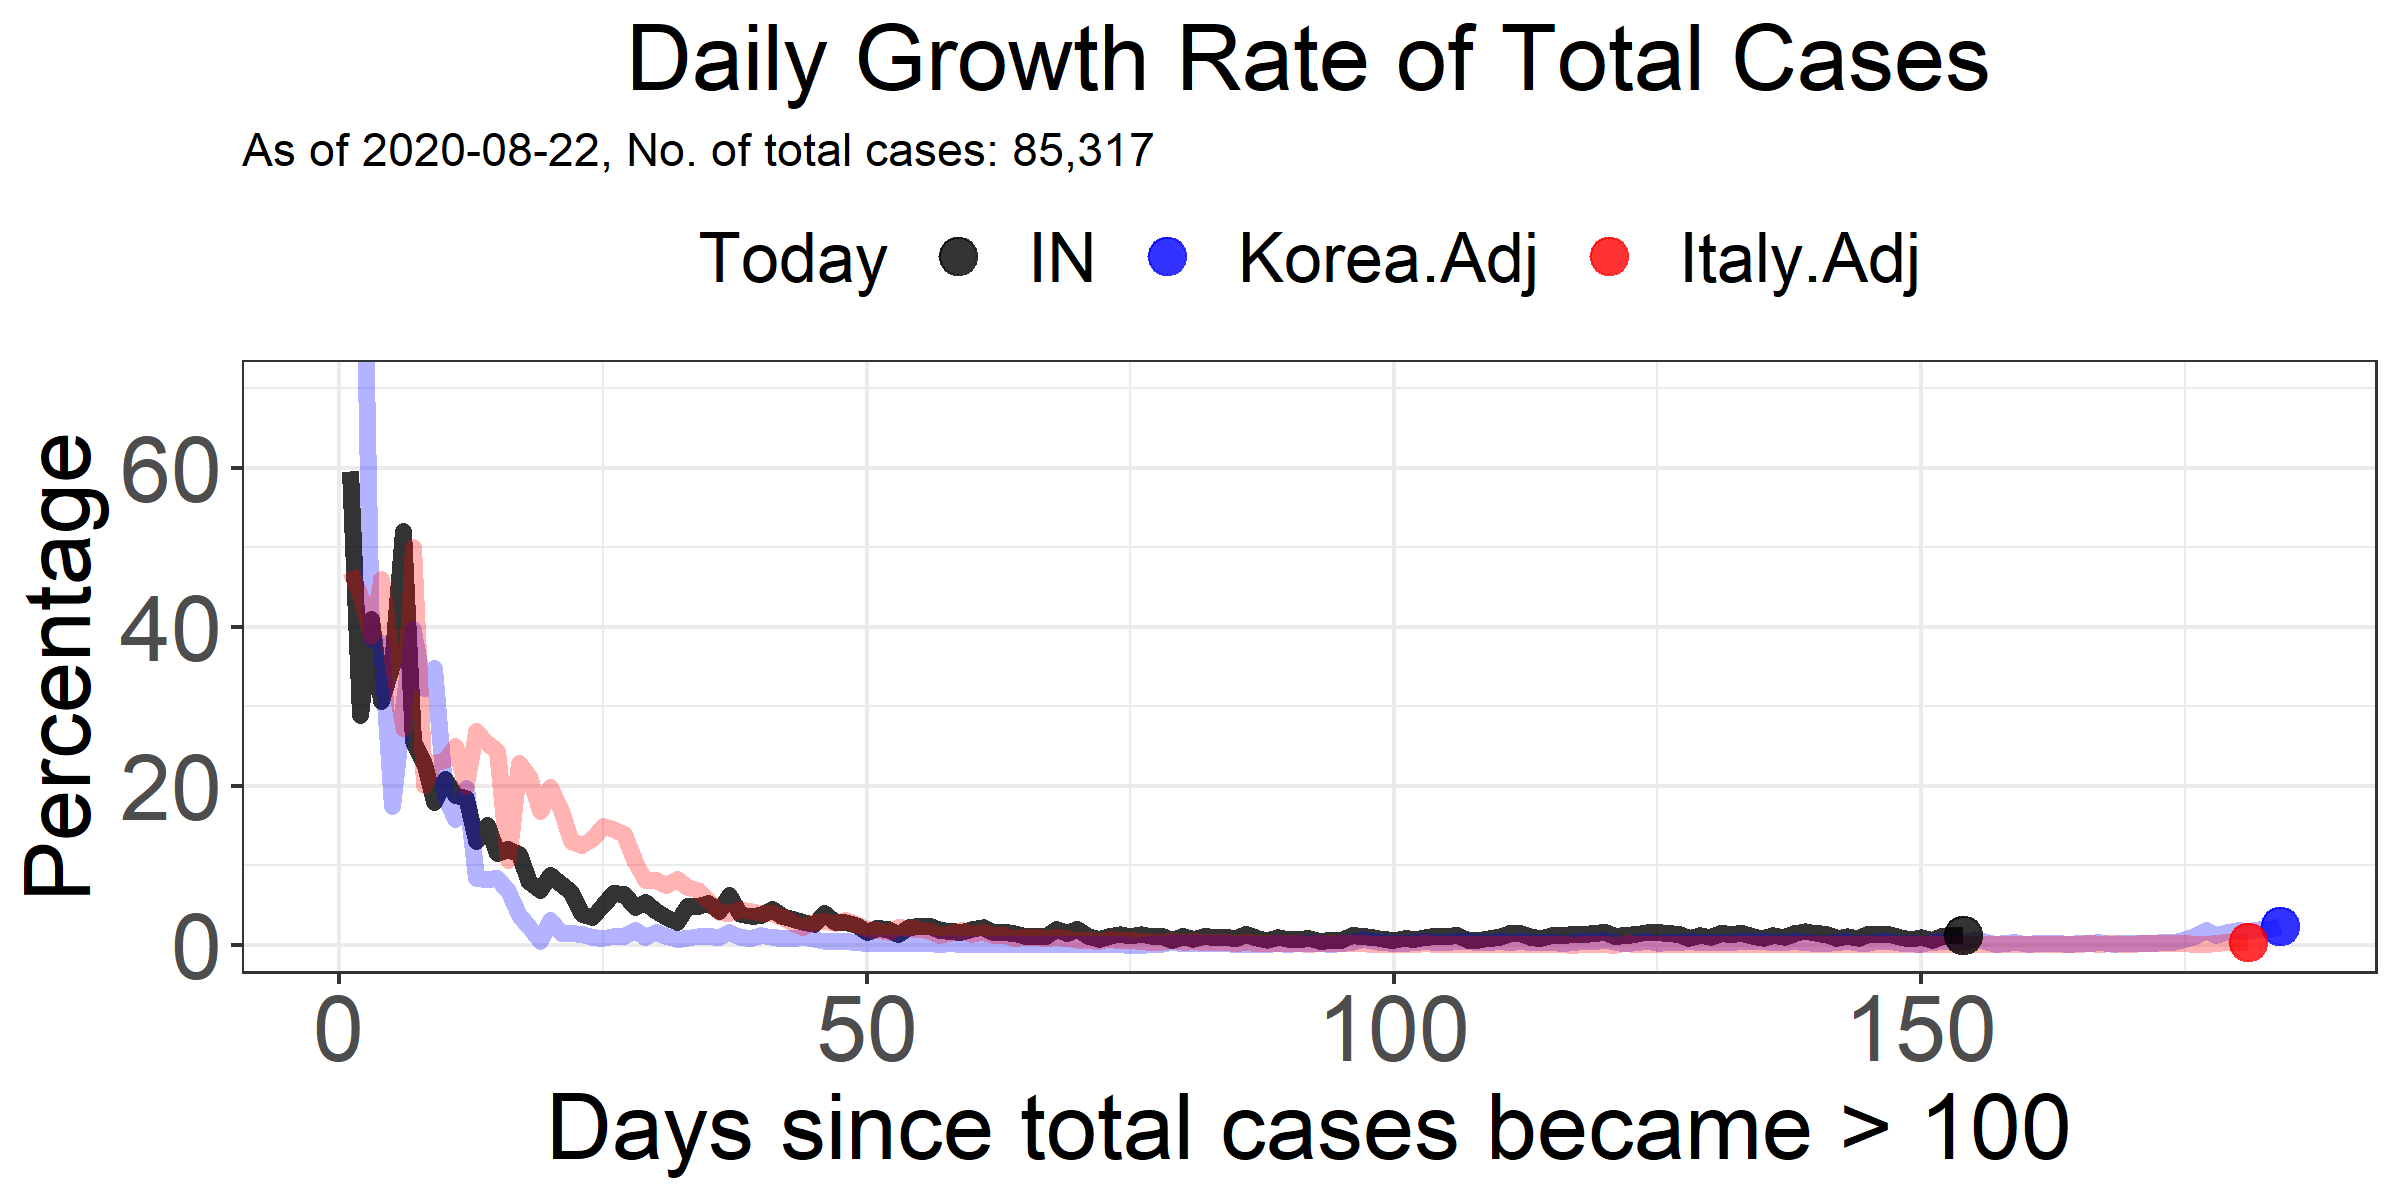 Daily Growth Rate of Total Cases
As of 2020-08-22, No. of total cases: 85,317
Today IN Korea.Adj Italy.Adj
Percentage
60
40
20
0
0 50 100 150
Days since total cases became > 100